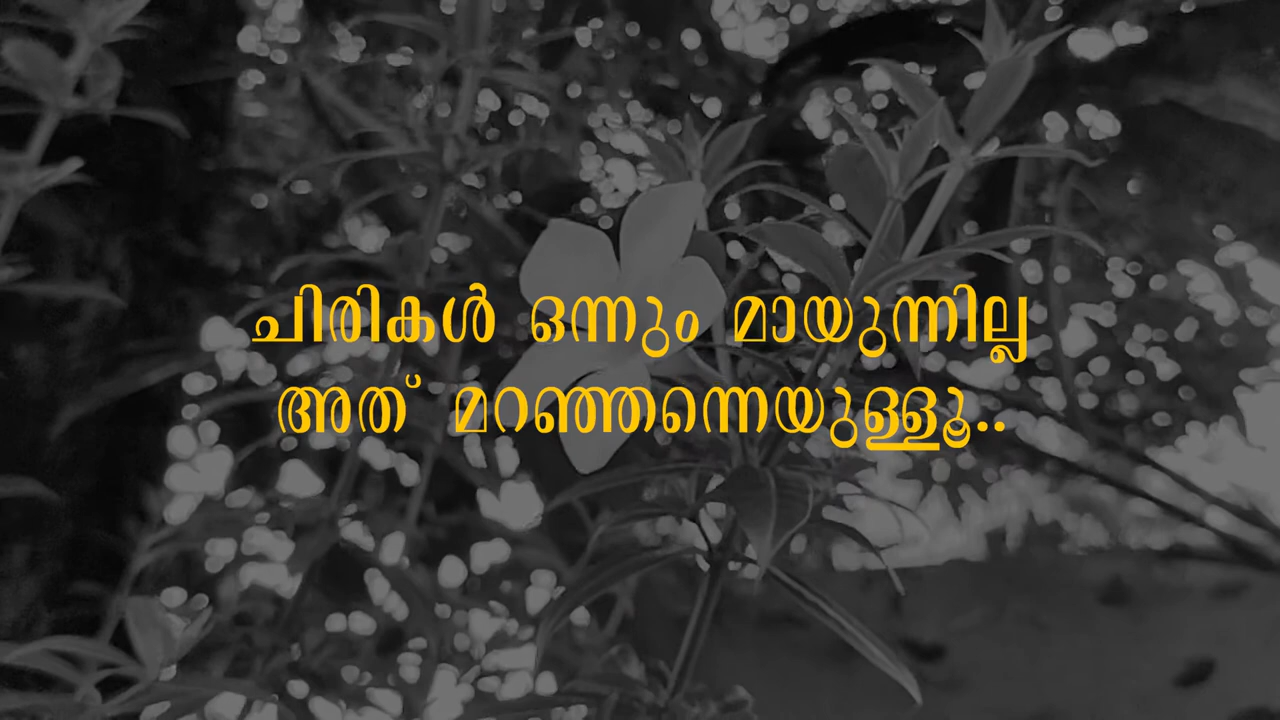 ചിരികൾ ഒന്നും മായുന്നില്ല
അത് മറഞ്ഞന്നെയുള്ളൂ..